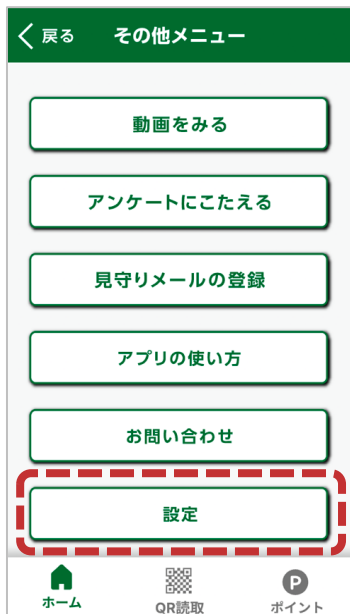 戻る その他メニュー
動画をみる
アンケートにこたえる
見守りメールの登録
アプリの使い方
お問い合わせ
設定
ホーム QR読取 P ポイント